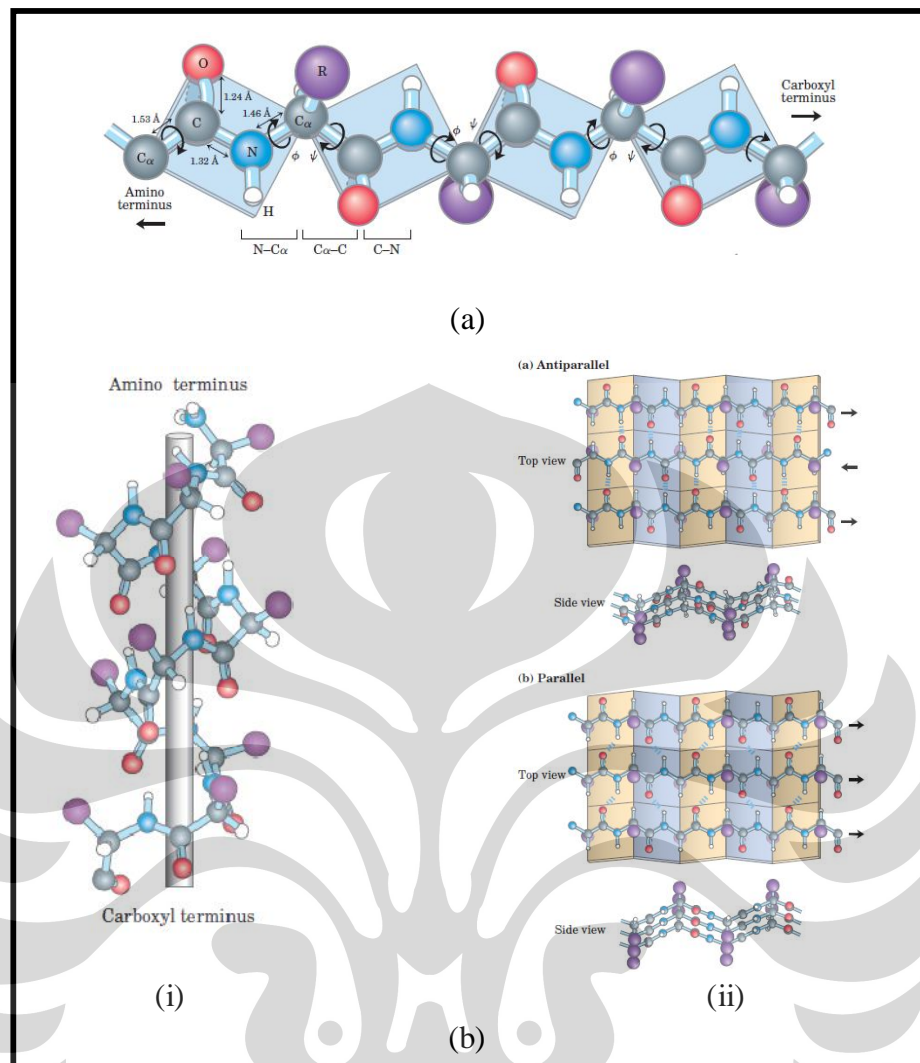 O
R
Carboxyl
terminus
1.24 Å
1.53 Å
C
1.46 Å
Cα
ϕ ψ
N
ϕ ψ
ϕ ψ
Cα
1.32 Å
Amino
terminus
H
N–Cα Cα–C C–N
(a)
Amino terminus
Carboxyl terminus
(i)
(a) Antiparallel
Top view
Side view
(b) Parallel
Top view
Side view
(ii)
(b)